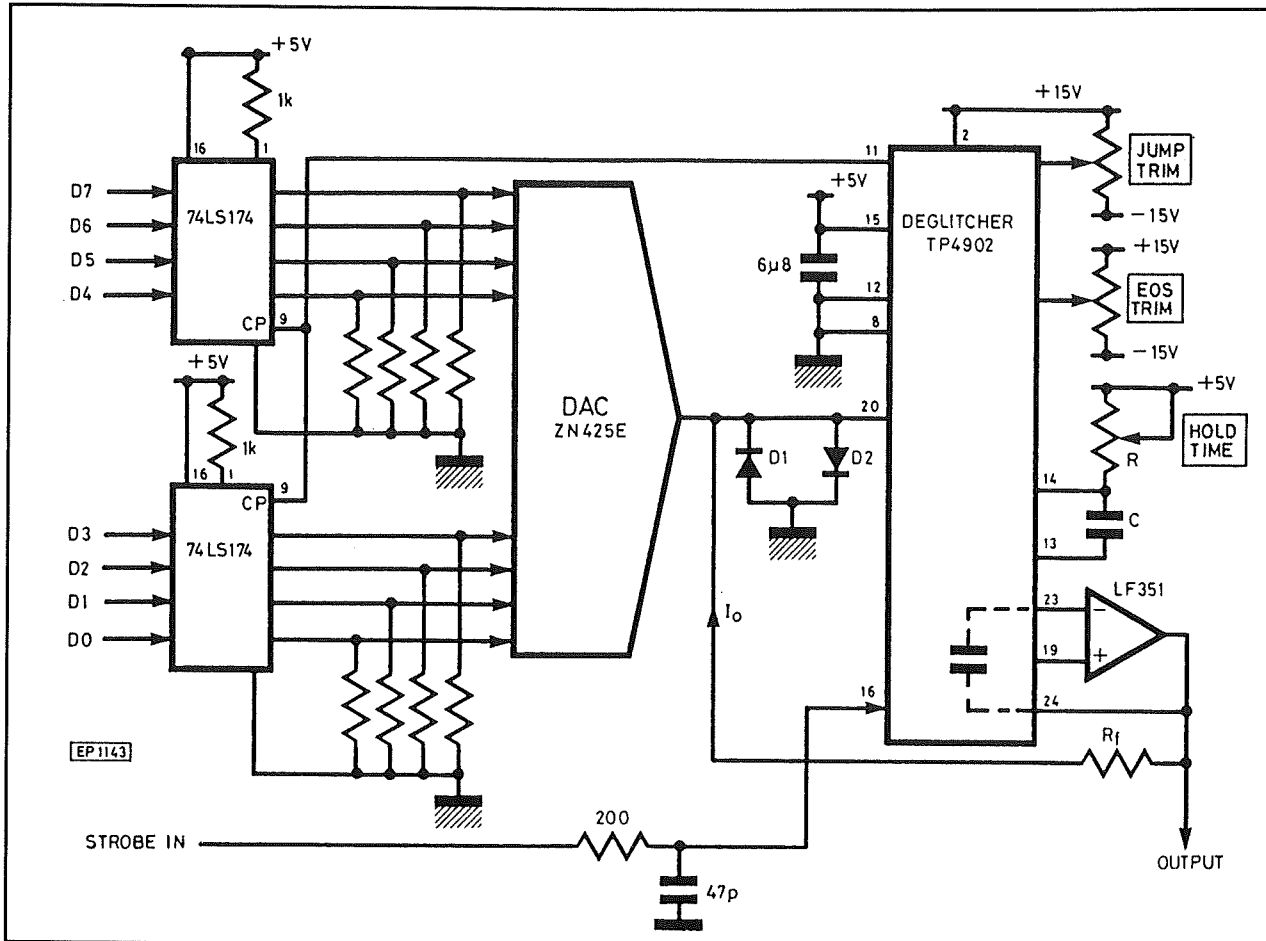 +5V
1k
16
1
D7
D6
D5
D4
74LS174
CP
9
+5V
1k
16
1
CP
9
D3
D2
D1
D0
74LS174
DAC
ZN425E
+15V
2
11
JUMP
TRIM
-15V
+5V
15
6µ8
12
8
DEGLITCHER
TP4902
+15V
EOS
TRIM
-15V
20
D1
D2
+5V
HOLD
TIME
R
14
C
13
LF351
23
-
19
+
24
16
Io
Rf
EP1143
STROBE IN
200
47p
OUTPUT